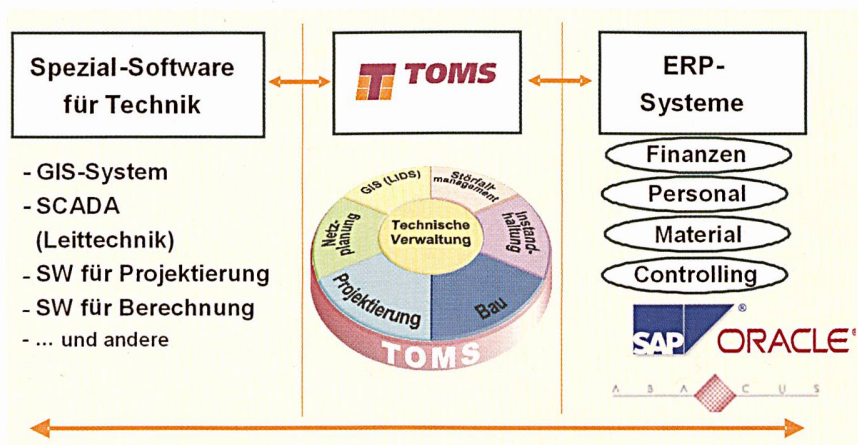 Spezial-Software
für Technik
- GIS-System
- SCADA
(Leittechnik)
- SW für Projektierung
- SW für Berechnung
- ... und andere
T TOMS
GIS (LIDS)
Störfall-
management
Instand-
haltung
Bau
Projektierung
Netz-
planung
Technische
Verwaltung
TOMS
ERP-
Systeme
Finanzen
Personal
Material
Controlling
SAP ®
ORACLE®
ABACUS